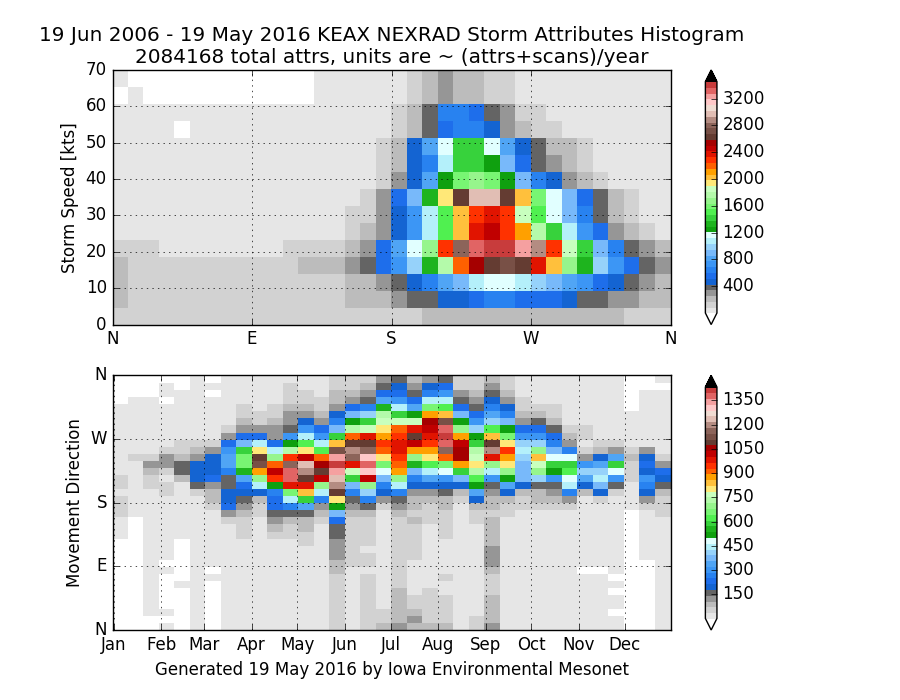 19 Jun 2006 - 19 May 2016 KEAX NEXRAD Storm Attributes Histogram
2084168 total attrs, units are ~ (attrs+scans)/year
Storm Speed [kts]
70
60
50
40
30
20
10
0
N E S W N
3200
2800
2400
2000
1600
1200
800
400
Movement Direction
N
W
S
E
N
Jan Feb Mar Apr May Jun Jul Aug Sep Oct Nov Dec
1350
1200
1050
900
750
600
450
300
150
Generated 19 May 2016 by Iowa Environmental Mesonet